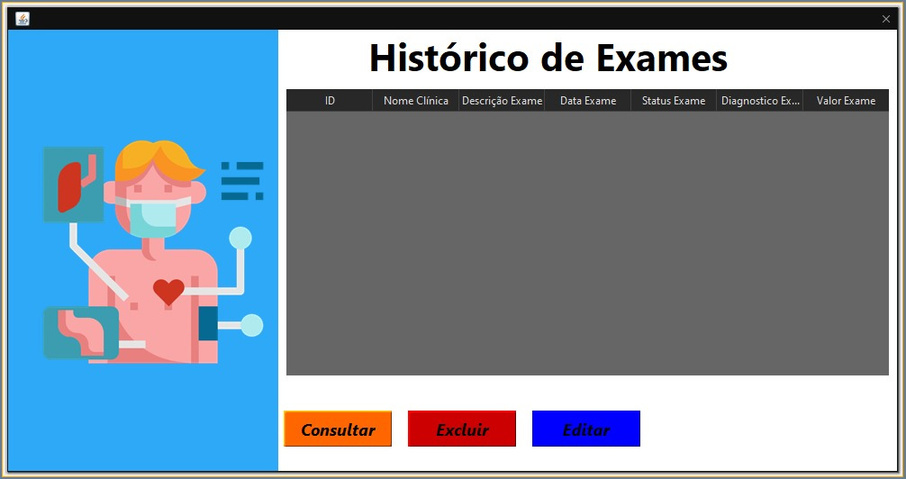 Histórico de Exames
ID Nome Clínica Descrição Exame Data Exame Status Exame Diagnostico Ex... Valor Exame
Consultar Excluir Editar